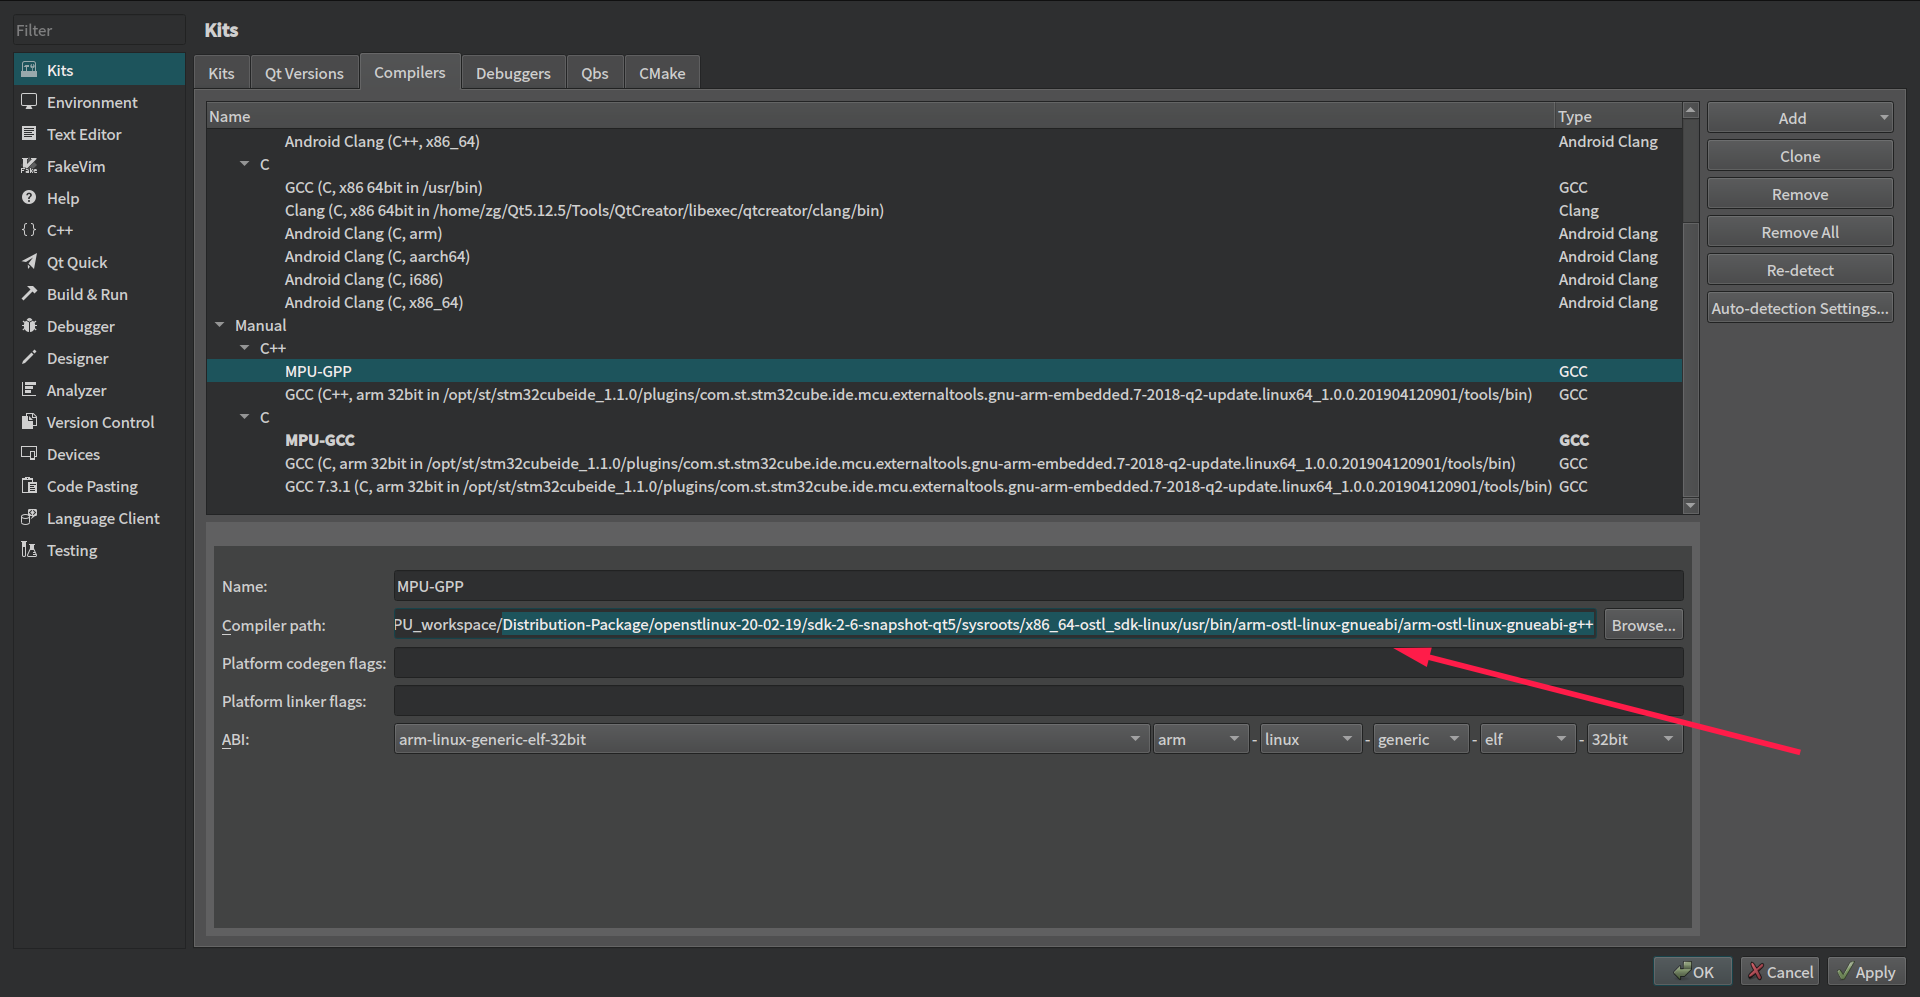 Filter
Kits
Kits
Environment
Text Editor
FakeVim
Help
C++
Qt Quick
Build & Run
Debugger
Designer
Analyzer
Version Control
Devices
Code Pasting
Language Client
Testing
Kits Qt Versions Compilers Debuggers Qbs CMake
Name Type
Android Clang (C++, x86_64) Android Clang
C
GCC (C, x86 64bit in /usr/bin) GCC
Clang (C, x86 64bit in /home/zg/Qt5.12.5/Tools/QtCreator/libexec/qtcreator/clang/bin) Clang
Android Clang (C, arm) Android Clang
Android Clang (C, aarch64) Android Clang
Android Clang (C, i686) Android Clang
Android Clang (C, x86_64) Android Clang
Manual
C++
MPU-GPP GCC
GCC (C++, arm 32bit in /opt/st/stm32cubeide_1.1.0/plugins/com.st.stm32cube.ide.mcu.externaltools.gnu-arm-embedded.7-2018-q2-update.linux64_1.0.0.201904120901/tools/bin) GCC
C
MPU-GCC GCC
GCC (C, arm 32bit in /opt/st/stm32cubeide_1.1.0/plugins/com.st.stm32cube.ide.mcu.externaltools.gnu-arm-embedded.7-2018-q2-update.linux64_1.0.0.201904120901/tools/bin) GCC
GCC 7.3.1 (C, arm 32bit in /opt/st/stm32cubeide_1.1.0/plugins/com.st.stm32cube.ide.mcu.externaltools.gnu-arm-embedded.7-2018-q2-update.linux64_1.0.0.201904120901/tools/bin) GCC
Add
Clone
Remove
Remove All
Re-detect
Auto-detection Settings...
Name: MPU-GPP
Compiler path: PU_workspace/Distribution-Package/openstlinux-20-02-19/sdk-2-6-snapshot-qt5/sysroots/x86_64-ostl_sdk-linux/usr/bin/arm-ostl-linux-gnueabi/arm-ostl-linux-gnueabi-g++ Browse...
Platform codegen flags:
Platform linker flags:
ABI: arm-linux-generic-elf-32bit arm - linux - generic - elf - 32bit
OK Cancel Apply